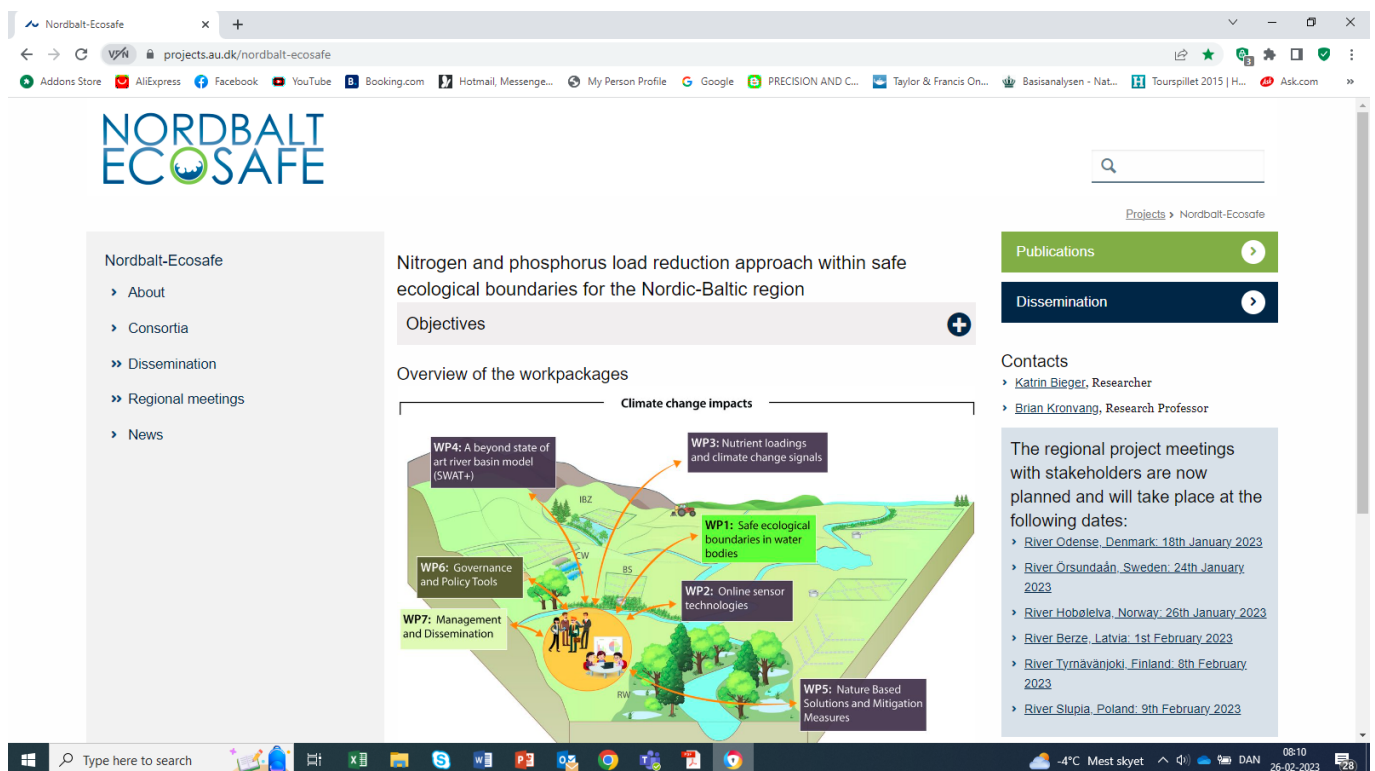 Nordbalt-Ecosafe
projects.au.dk/nordbalt-ecosafe
VPN
3
Addons Store
AliExpress
Facebook
YouTube
Booking.com
Hotmail, Messenge...
My Person Profile
Google
PRECISION AND C...
Taylor & Francis On...
Basisanalysen - Nat...
Tourspillet 2015 | H...
Ask.com
»
NORDBALT
ECOSAFE
Projects > Nordbalt-Ecosafe
Nordbalt-Ecosafe
About
Consortia
Dissemination
Regional meetings
News
Nitrogen and phosphorus load reduction approach within safe
ecological boundaries for the Nordic-Baltic region
Objectives
Overview of the workpackages
Climate change impacts
WP4: A beyond state of
art river basin model
(SWAT+)
WP3: Nutrient loadings
and climate change signals
IBZ
WP1: Safe ecological
boundaries in water
bodies
CW
BS
WP6: Governance
and Policy Tools
WP2: Online sensor
technologies
WP7: Management
and Dissemination
RW
WP5: Nature Based
Solutions and Mitigation
Measures
Publications
Dissemination
Contacts
Katrin Bieger, Researcher
Brian Kronvang, Research Professor
The regional project meetings
with stakeholders are now
planned and will take place at the
following dates:
River Odense, Denmark: 18th January 2023
River Örsundaån, Sweden: 24th January
2023
River Hobølelva, Norway: 26th January 2023
River Berze, Latvia: 1st February 2023
River Tyrnävänjoki, Finland: 8th February
2023
River Slupia, Poland: 9th February 2023
Type here to search
-4°C Mest skyet
DAN
08:10
26-02-2023
28